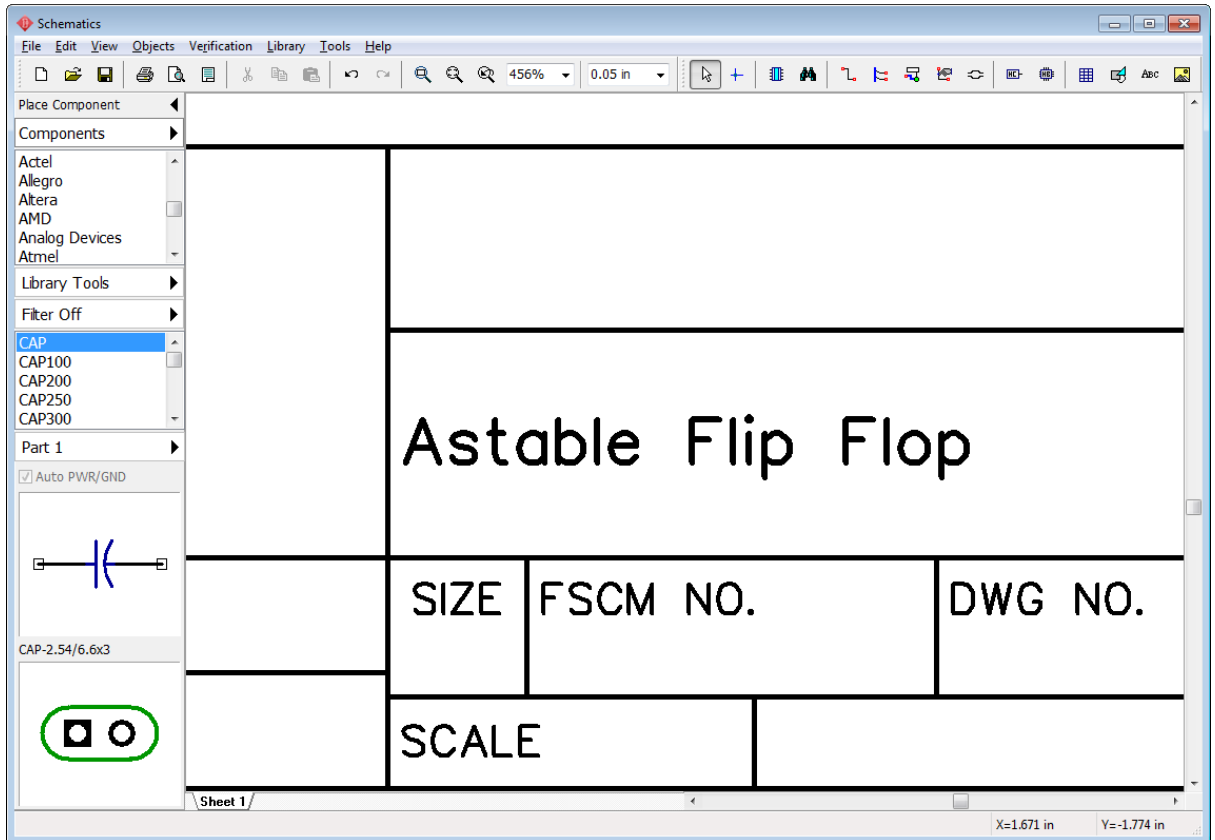 Schematics
File Edit View Objects Verification Library Tools Help
456% 0.05 in ABC
Place Component
Components
Actel
Allegro
Altera
AMD
Analog Devices
Atmel
Library Tools
Filter Off
CAP
CAP100
CAP200
CAP250
CAP300
Part 1
Auto PWR/GND
CAP-2.54/6.6x3
Astable Flip Flop
SIZE FSCM NO. DWG NO.
SCALE
Sheet 1
X=1.671 in Y=-1.774 in